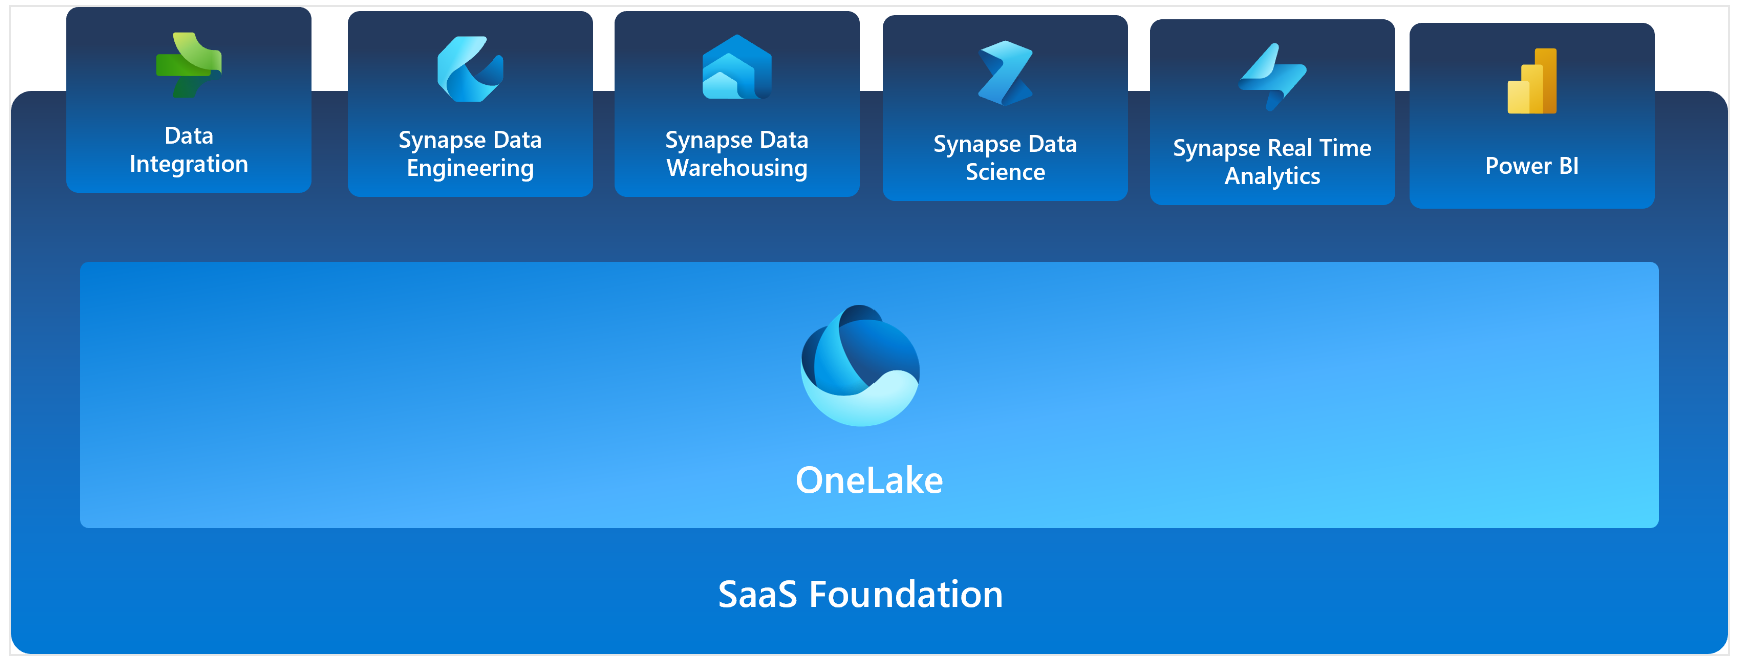 Data
Integration
Synapse Data
Engineering
Synapse Data
Warehousing
Synapse Data
Science
Synapse Real Time
Analytics
Power BI
OneLake
SaaS Foundation